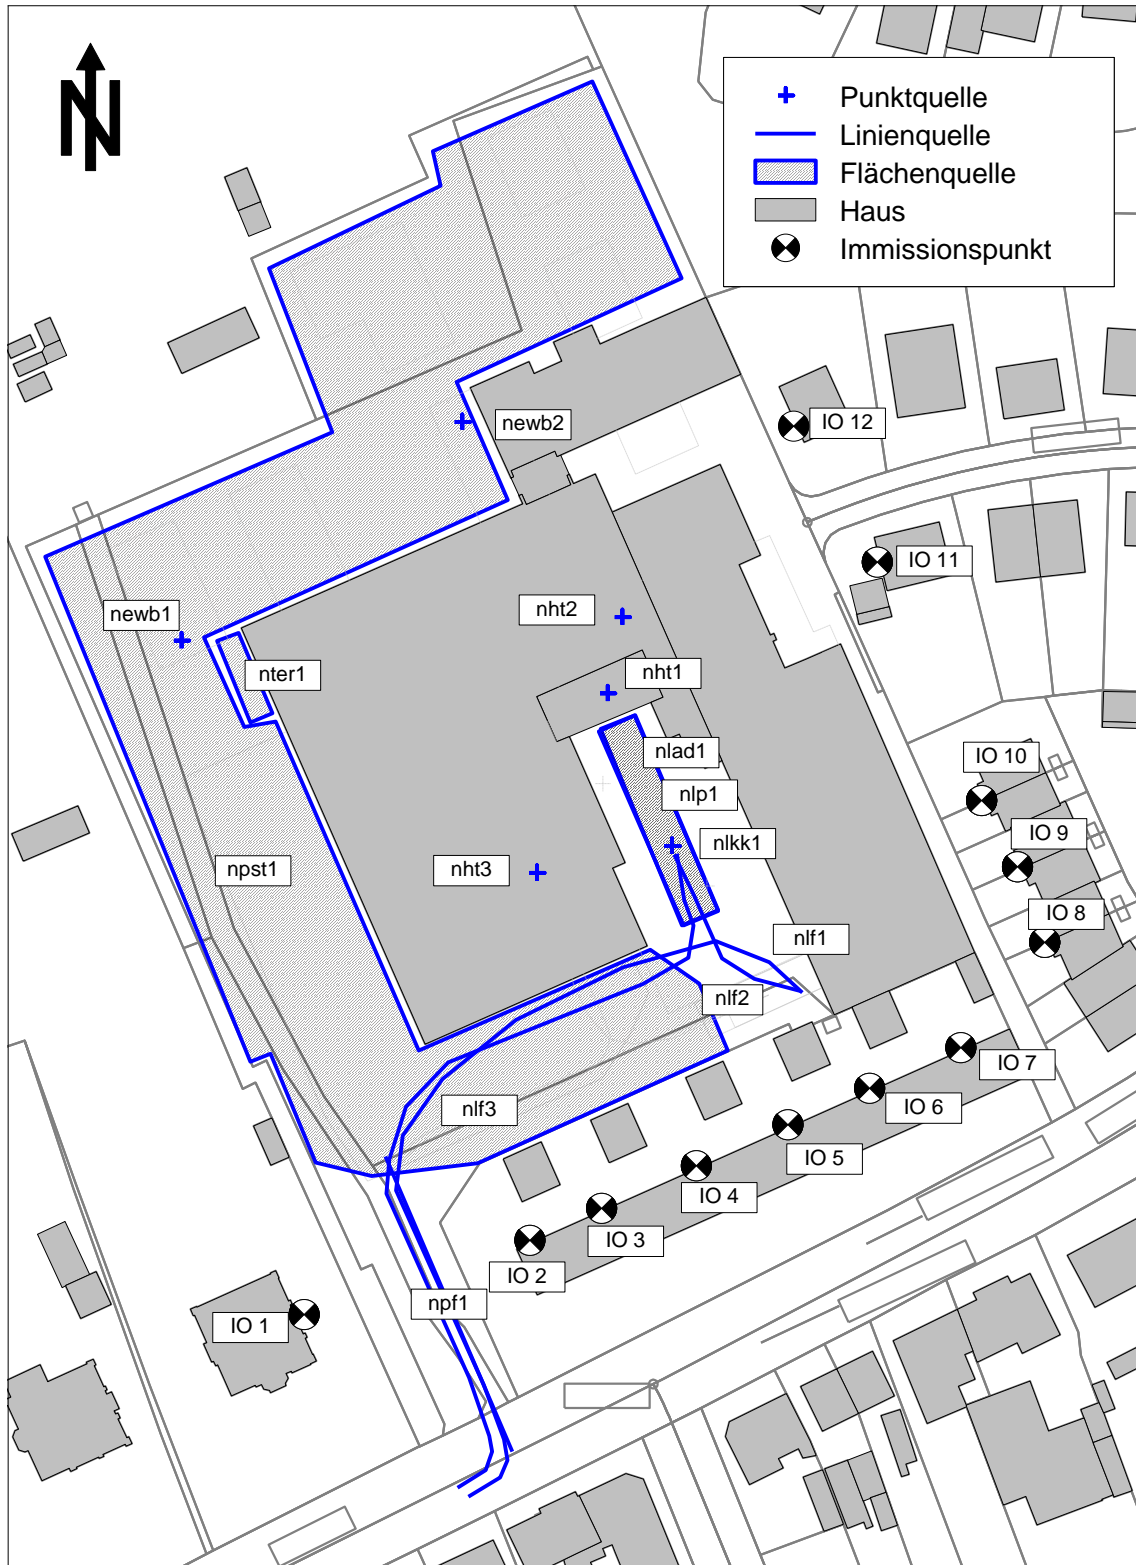 N
Punktquelle
Linienquelle
Flächenquelle
Haus
Immissionspunkt
newb2
IO 12
IO 11
newb1
nht2
nter1
nht1
nlad1
IO 10
nlp1
IO 9
nlkk1
npst1
nht3
IO 8
nlf1
nlf2
IO 7
nlf3
IO 6
IO 5
IO 4
IO 3
IO 2
npf1
IO 1